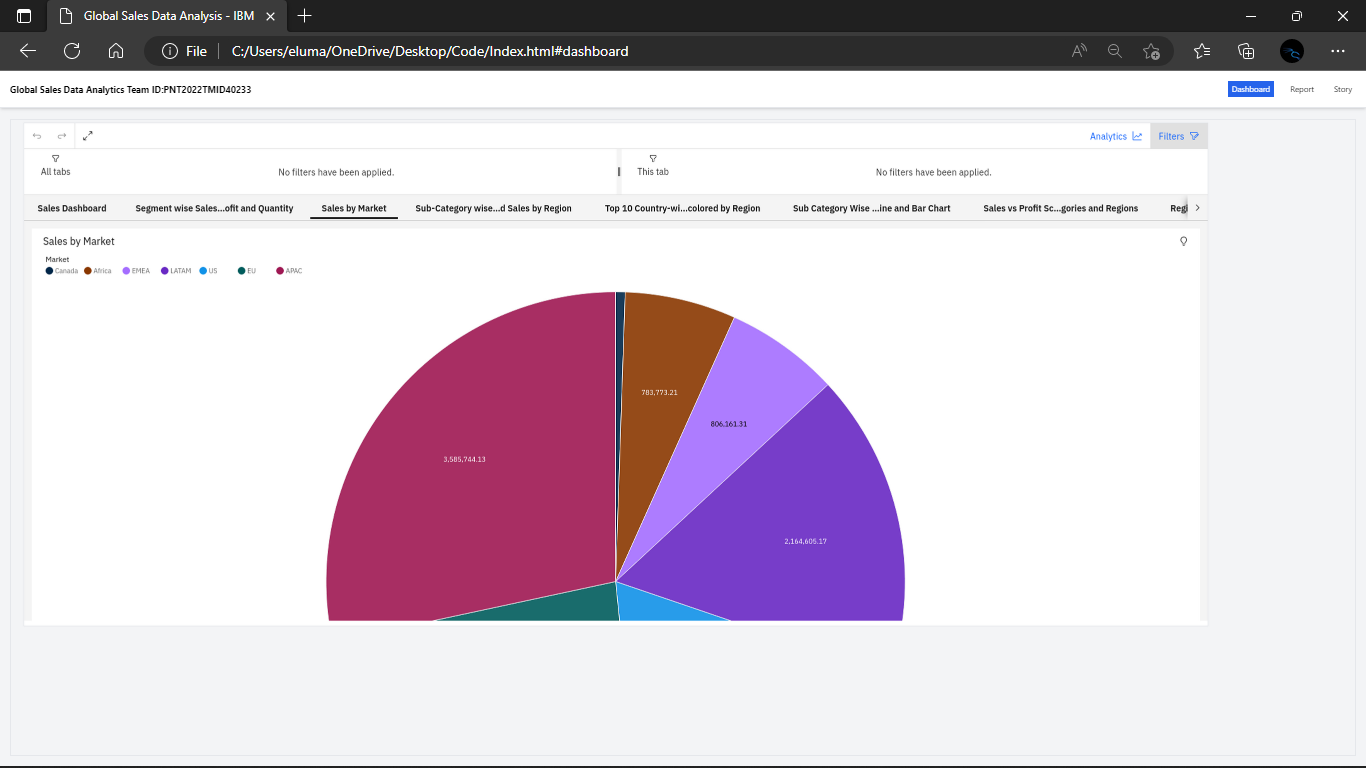 Global Sales Data Analysis - IBM
File C:/Users/eluma/OneDrive/Desktop/Code/Index.html#dashboard
Global Sales Data Analytics Team ID:PNT2022TMID40233 Dashboard Report Story
Analytics Filters
All tabs No filters have been applied. This tab No filters have been applied.
Sales Dashboard Segment wise Sales...ofit and Quantity Sales by Market Sub-Category wise...d Sales by Region Top 10 Country-wi...colored by Region Sub Category Wise ...ine and Bar Chart Sales vs Profit Sc...gories and Regions Regi
Sales by Market
Market
Canada Africa EMEA LATAM US EU APAC
783,773.21
806,161.31
3,585,744.13
2,164,605.17